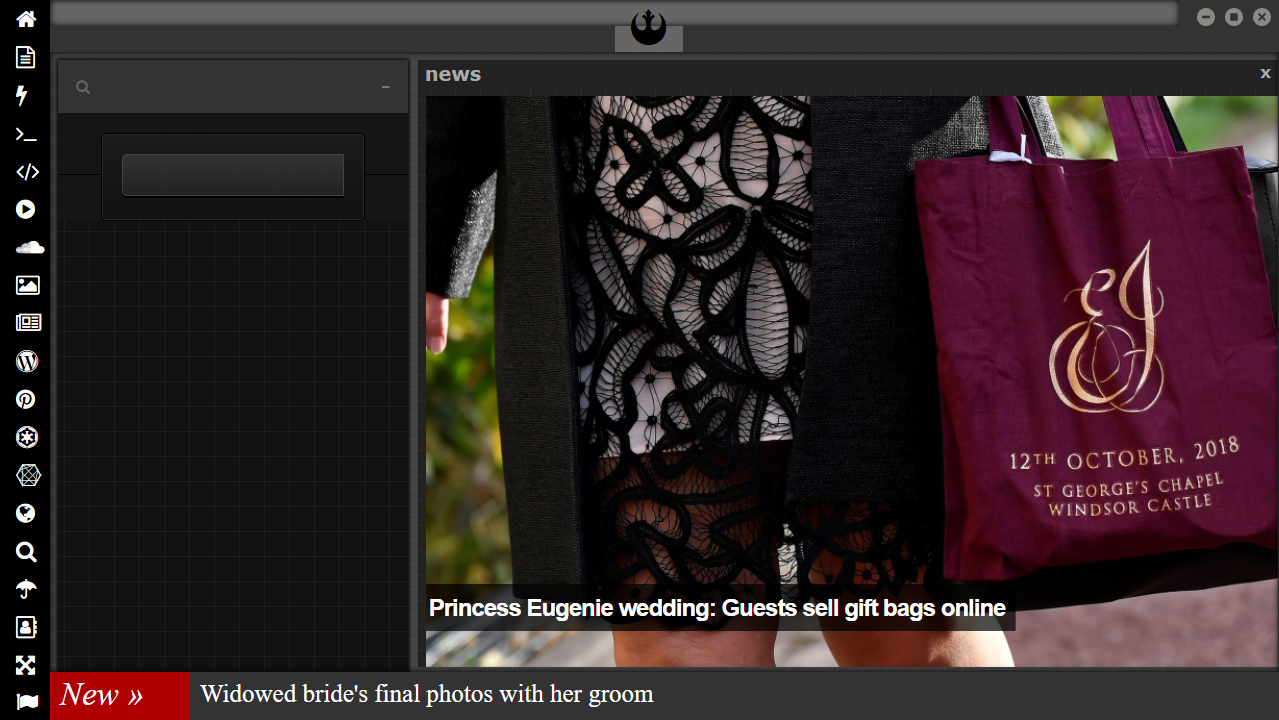 news
x
EJ
12TH OCTOBER, 2018
ST GEORGE'S CHAPEL
WINDSOR CASTLE
Princess Eugenie wedding: Guests sell gift bags online
New »
Widowed bride's final photos with her groom